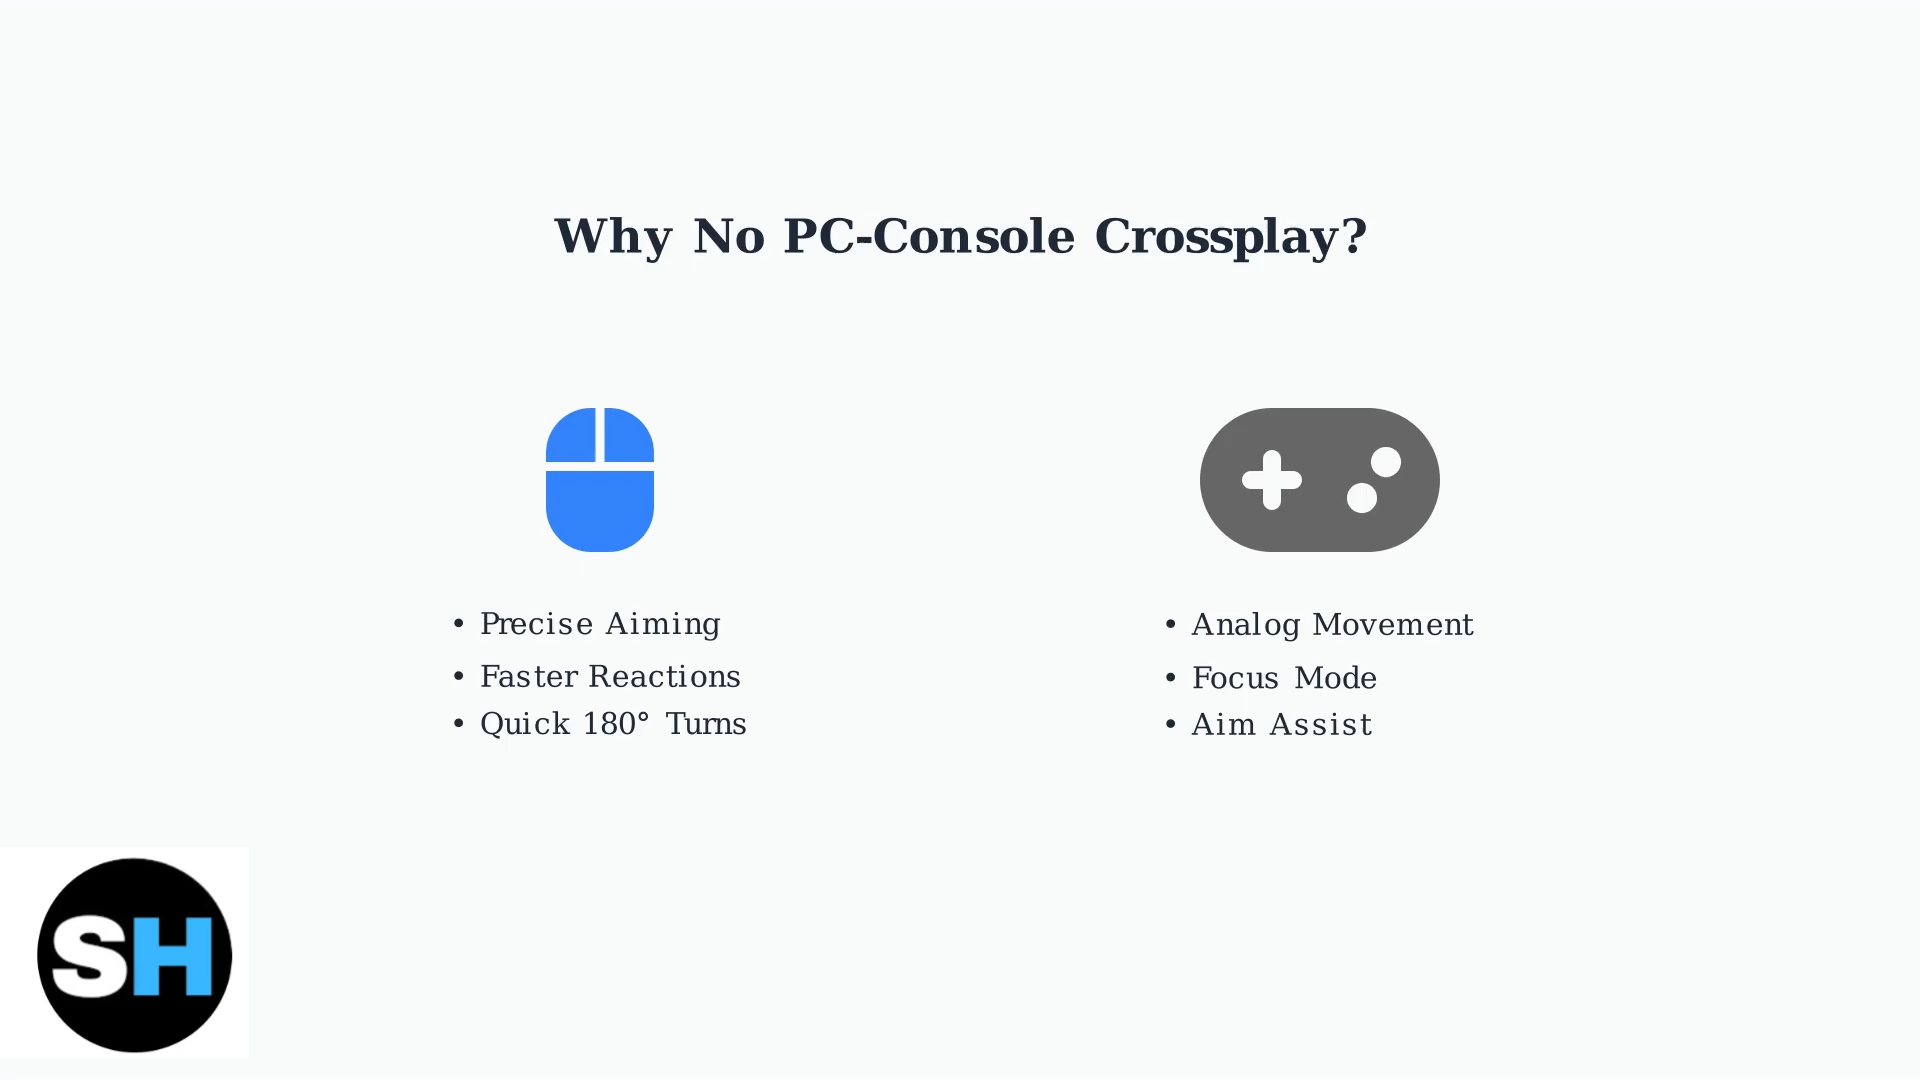 Why No PC-Console Crossplay?
• Precise Aiming
• Faster Reactions
• Quick 180° Turns
• Analog Movement
• Focus Mode
• Aim Assist
SH